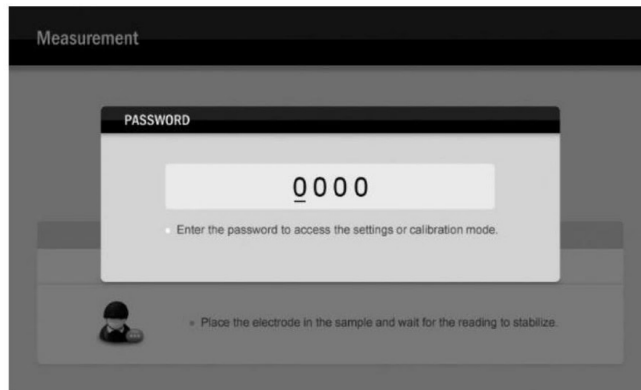 Measurement
PASSWORD
0000
Enter the password to access the settings or calibration mode.
Place the electrode in the sample and wait for the reading to stabilize.